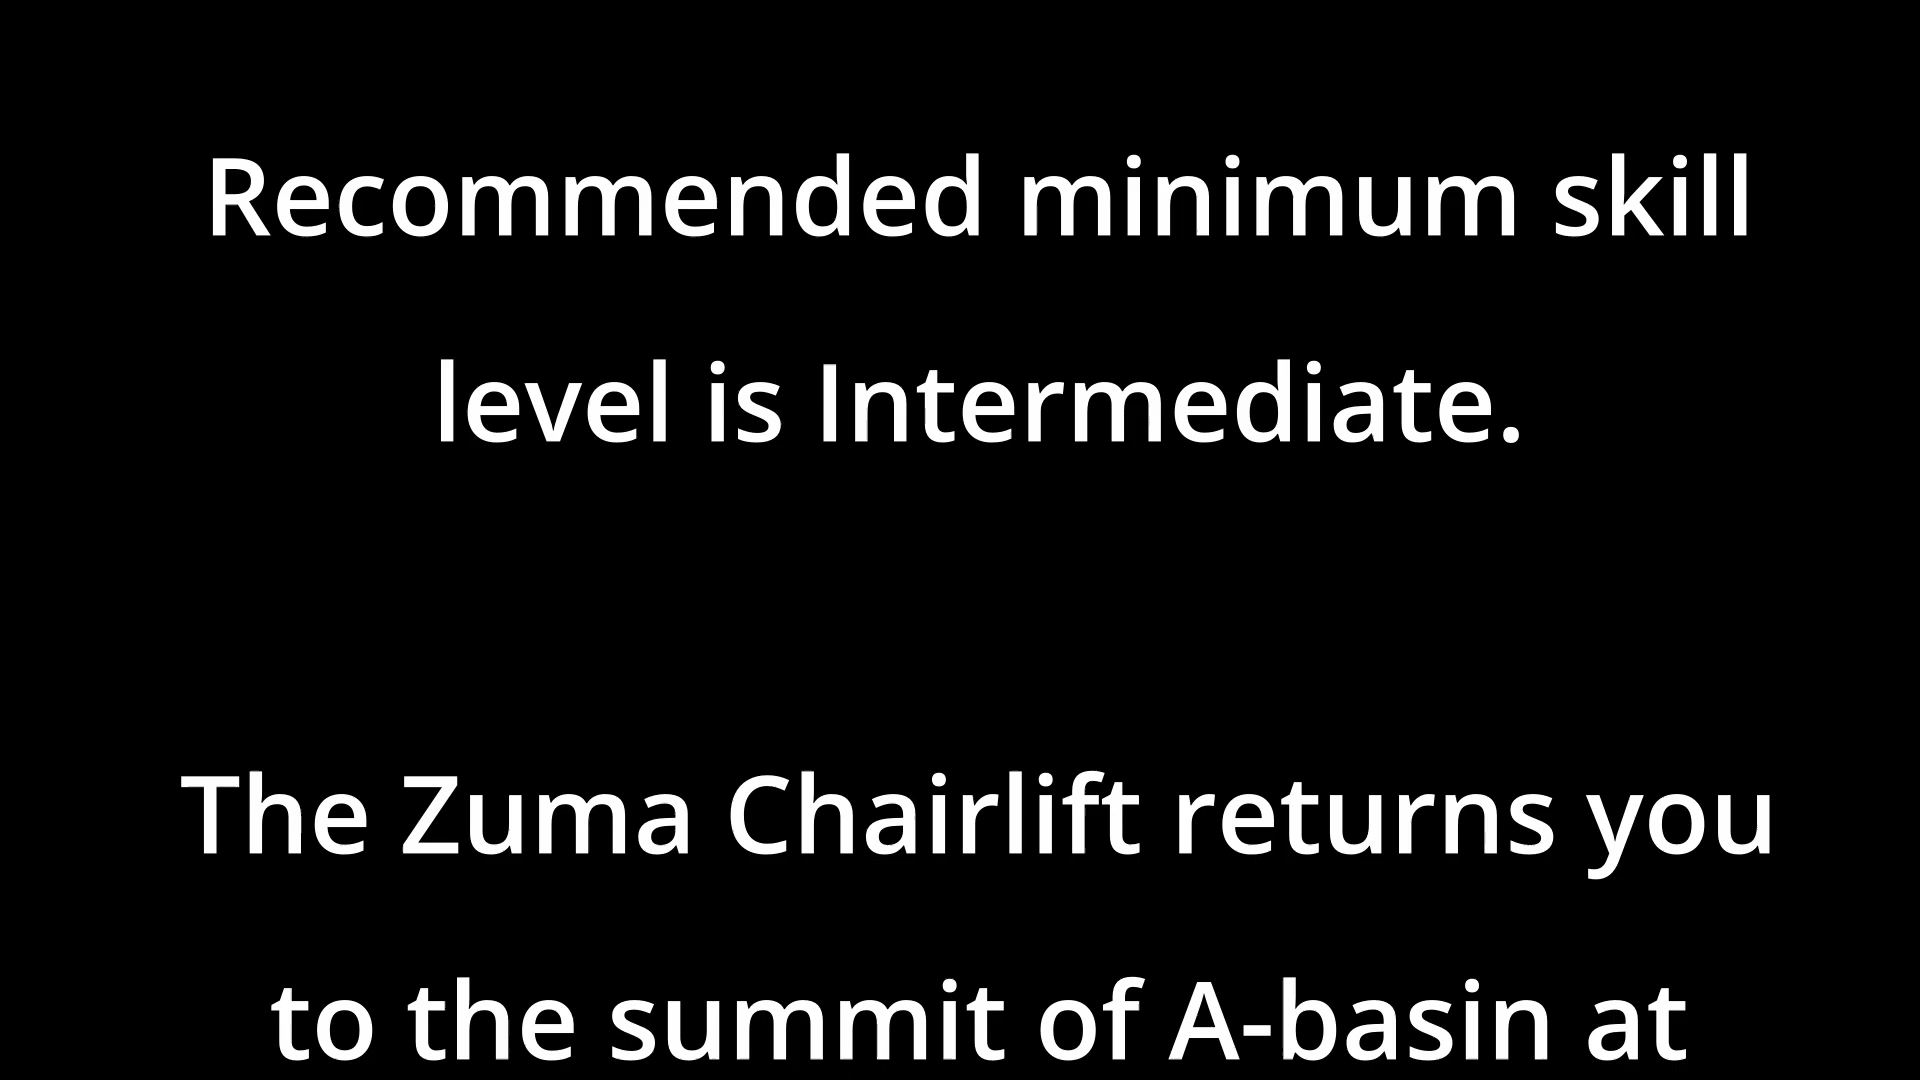 Recommended minimum skill
level is Intermediate.
The Zuma Chairlift returns you
to the summit of A-basin at